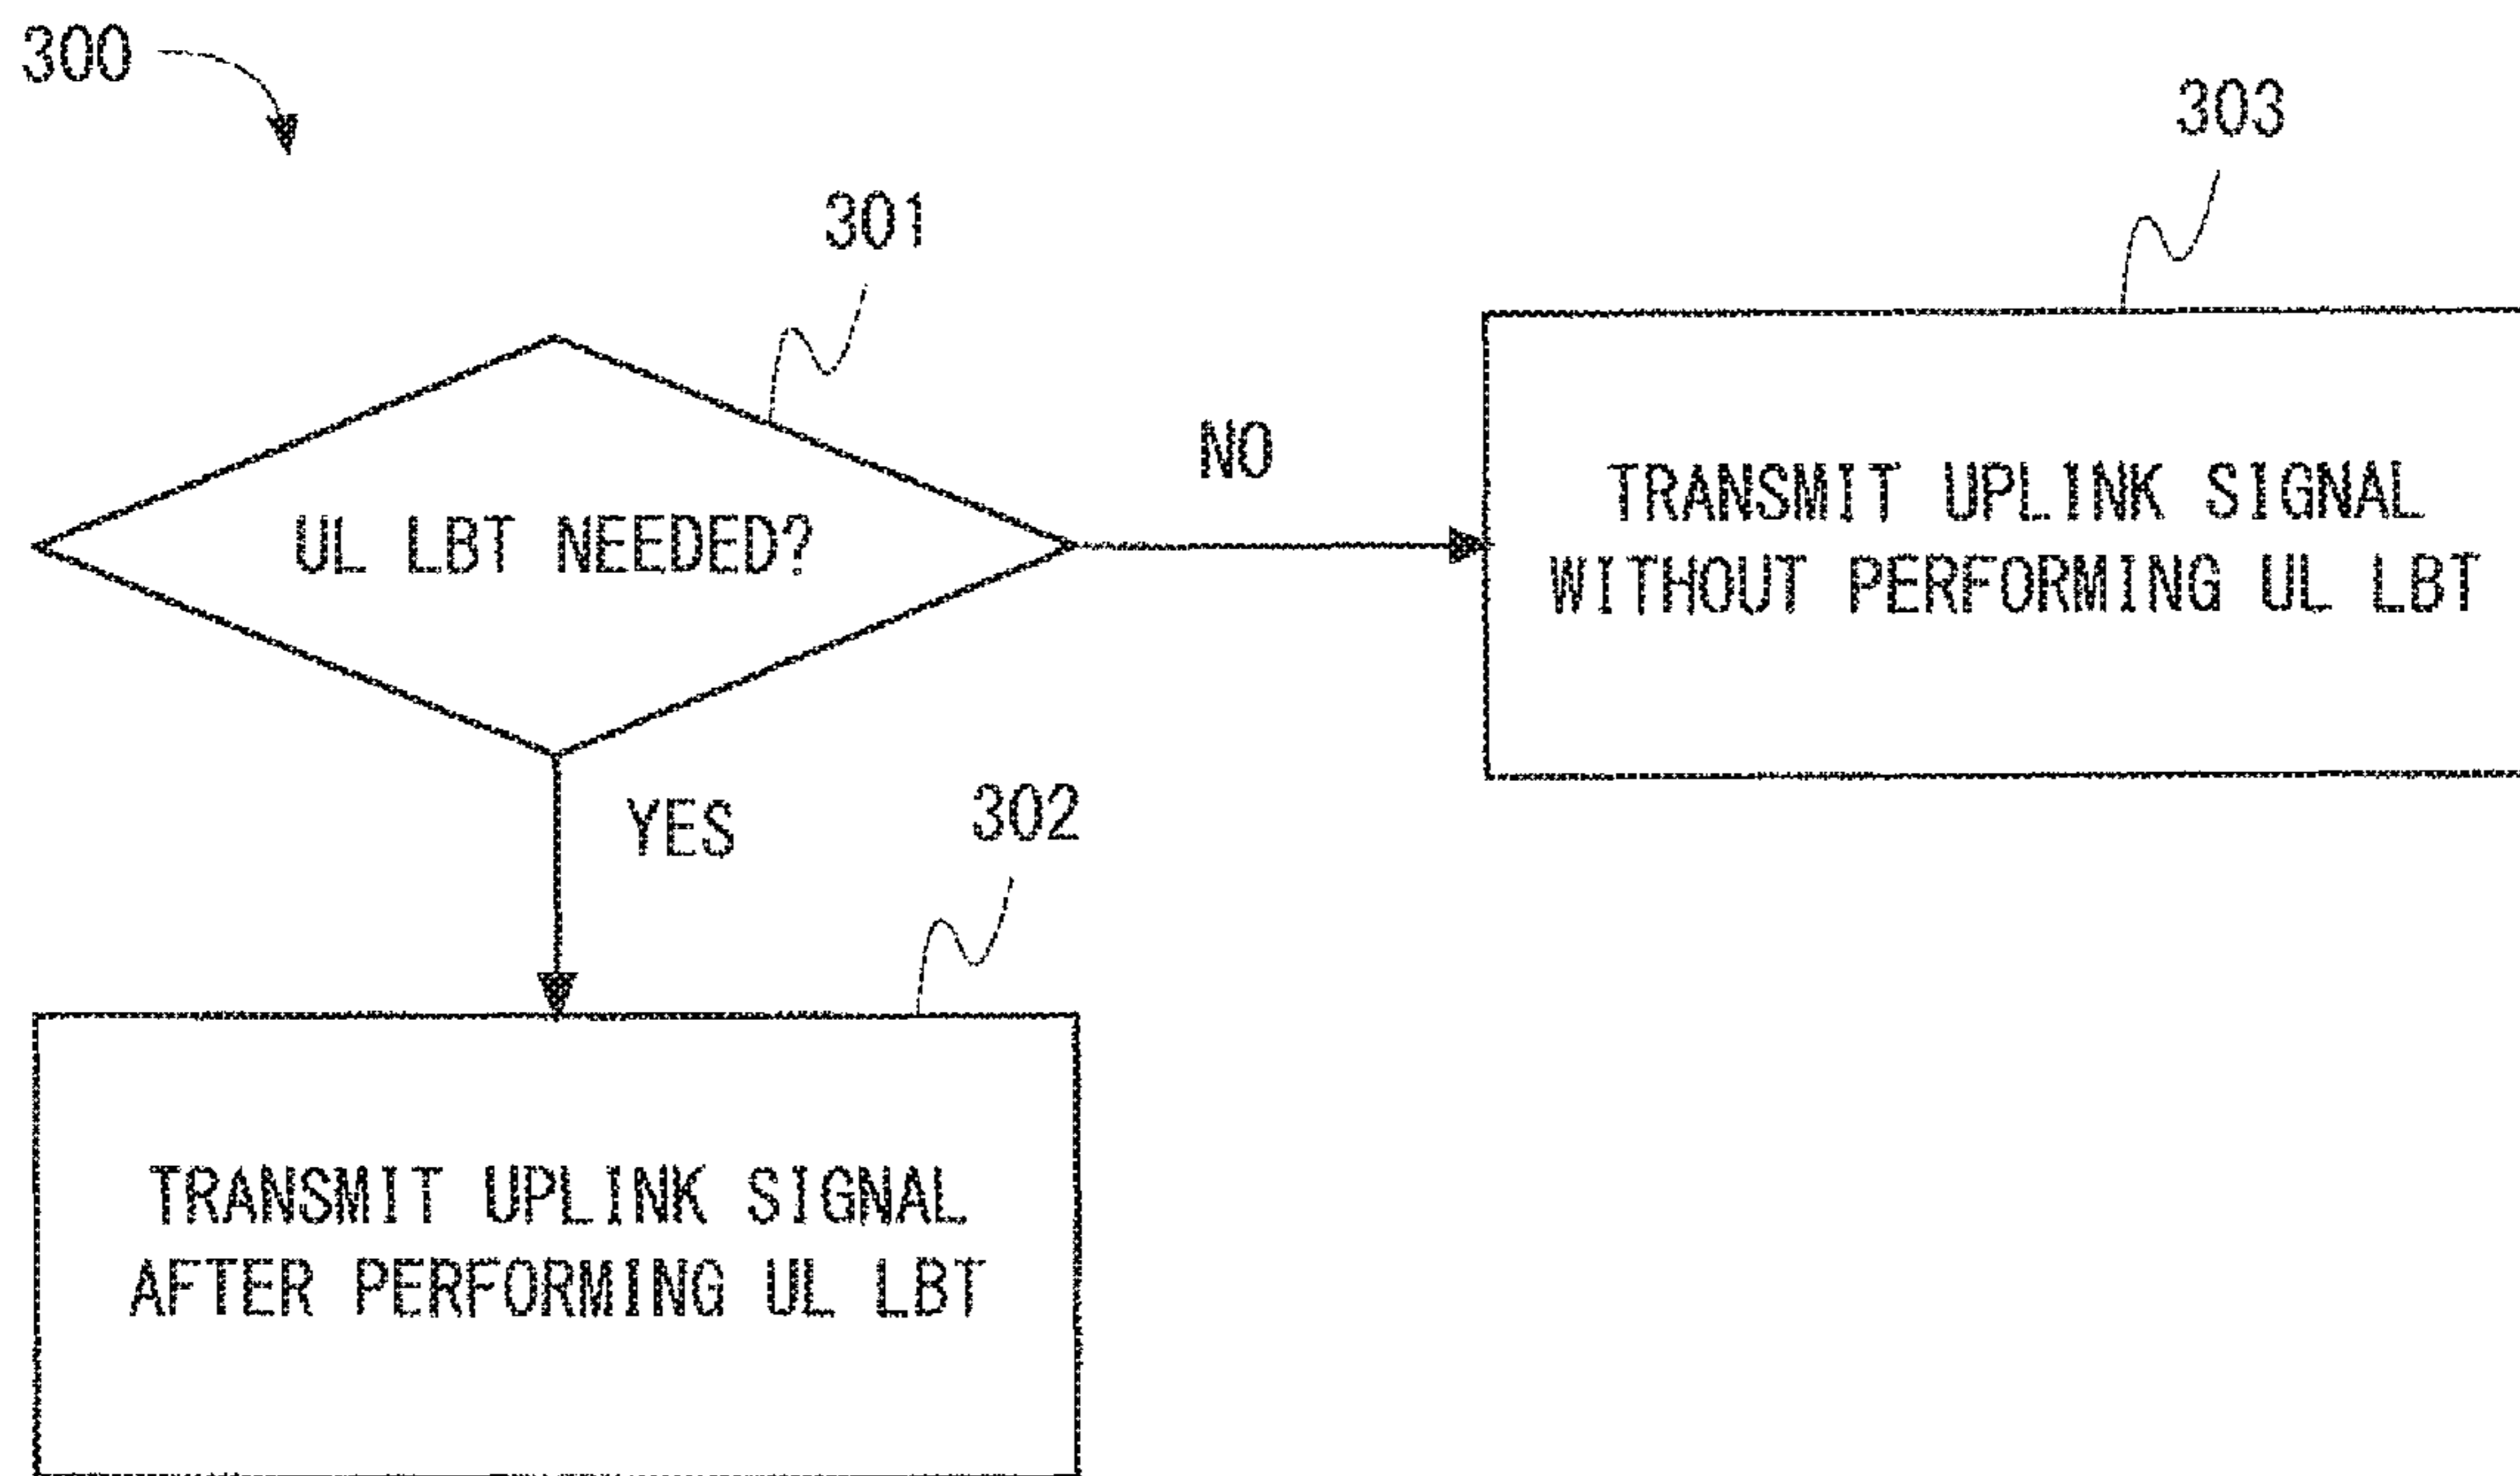 300
303
301
NO
UL LBT NEEDED?
TRANSMIT UPLINK SIGNAL
WITHOUT PERFORMING UL LBT
YES
302
TRANSMIT UPLINK SIGNAL
AFTER PERFORMING UL LBT